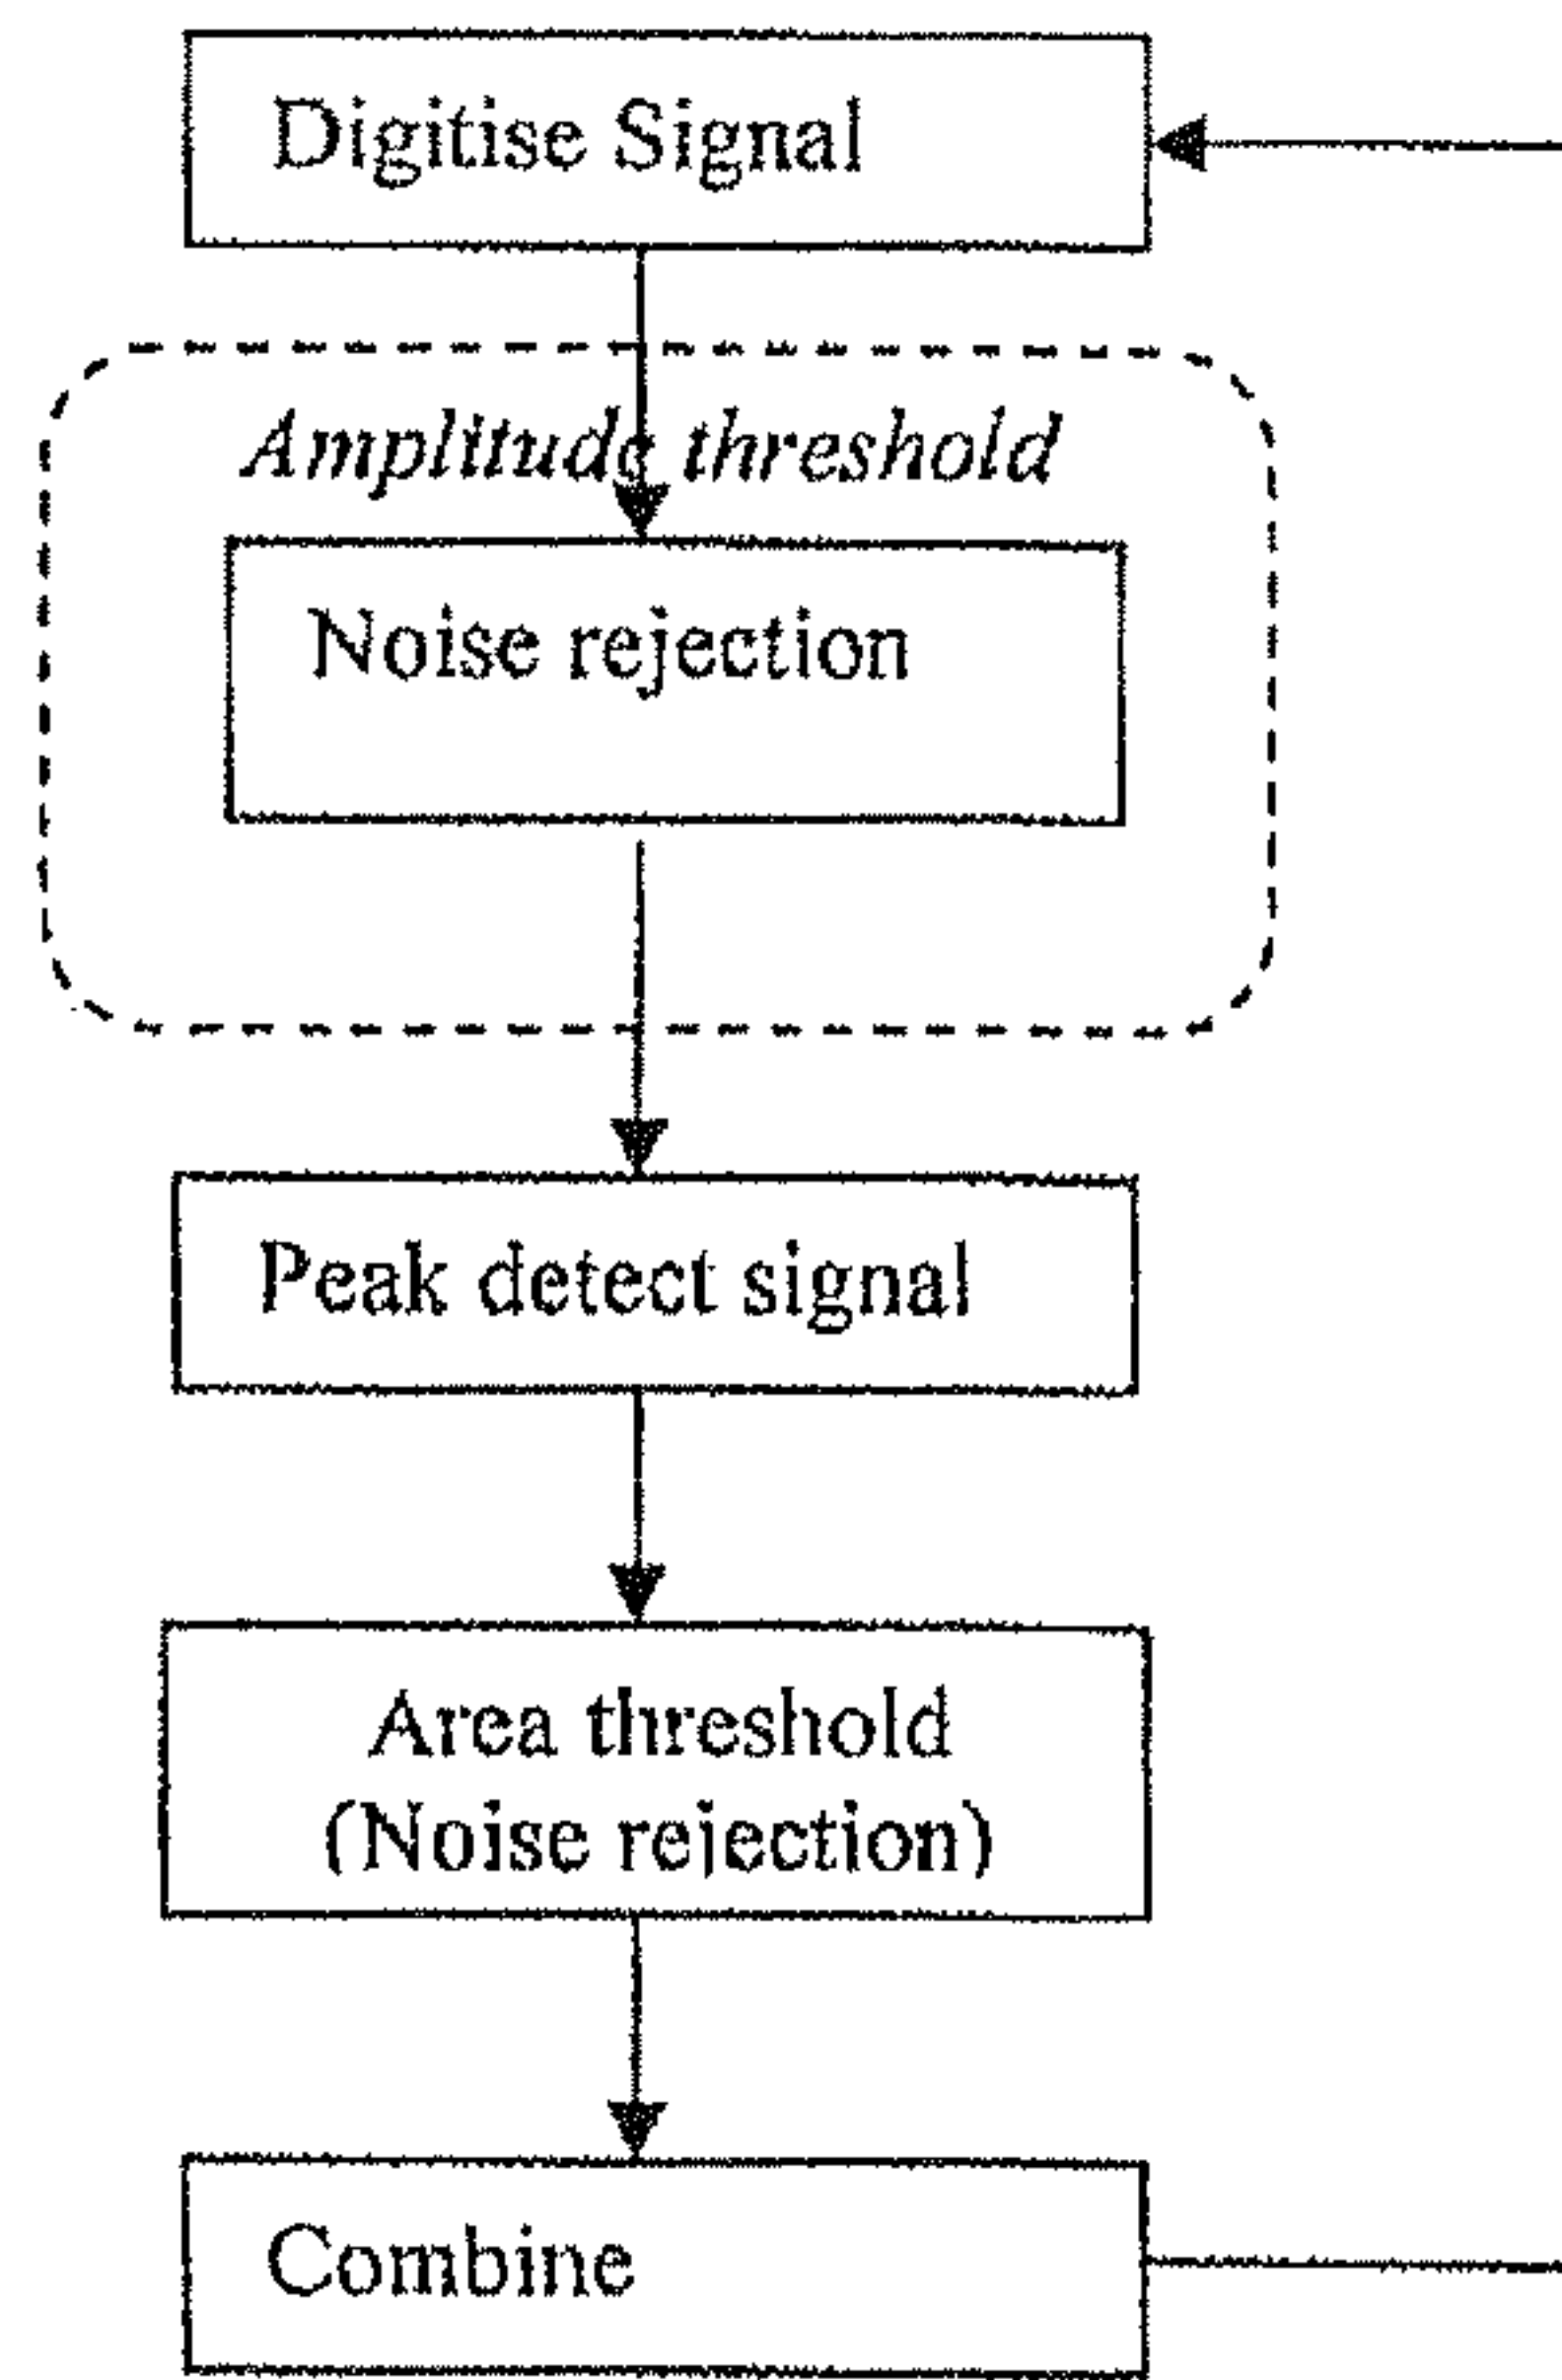 Digitise Signal
Amplitude threshold
Noise rejection
Peak detect signal
Area threshold
(Noise rejection)
Combine